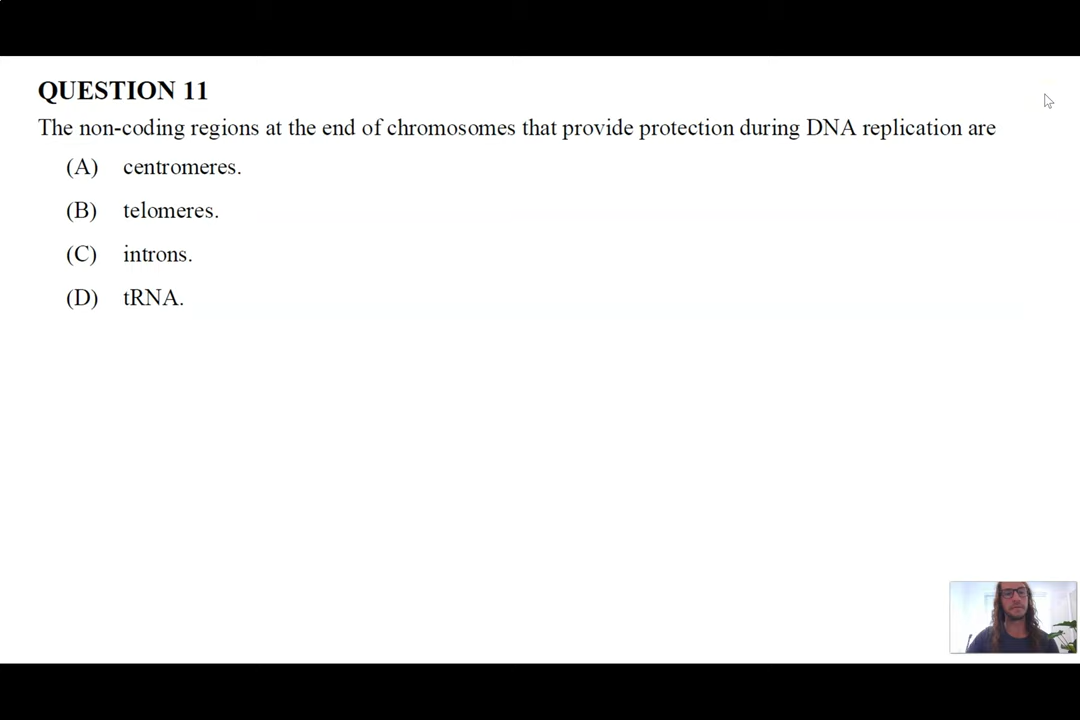 QUESTION 11
The non-coding regions at the end of chromosomes that provide protection during DNA replication are
(A) centromeres.
(B) telomeres.
(C) introns.
(D) tRNA.